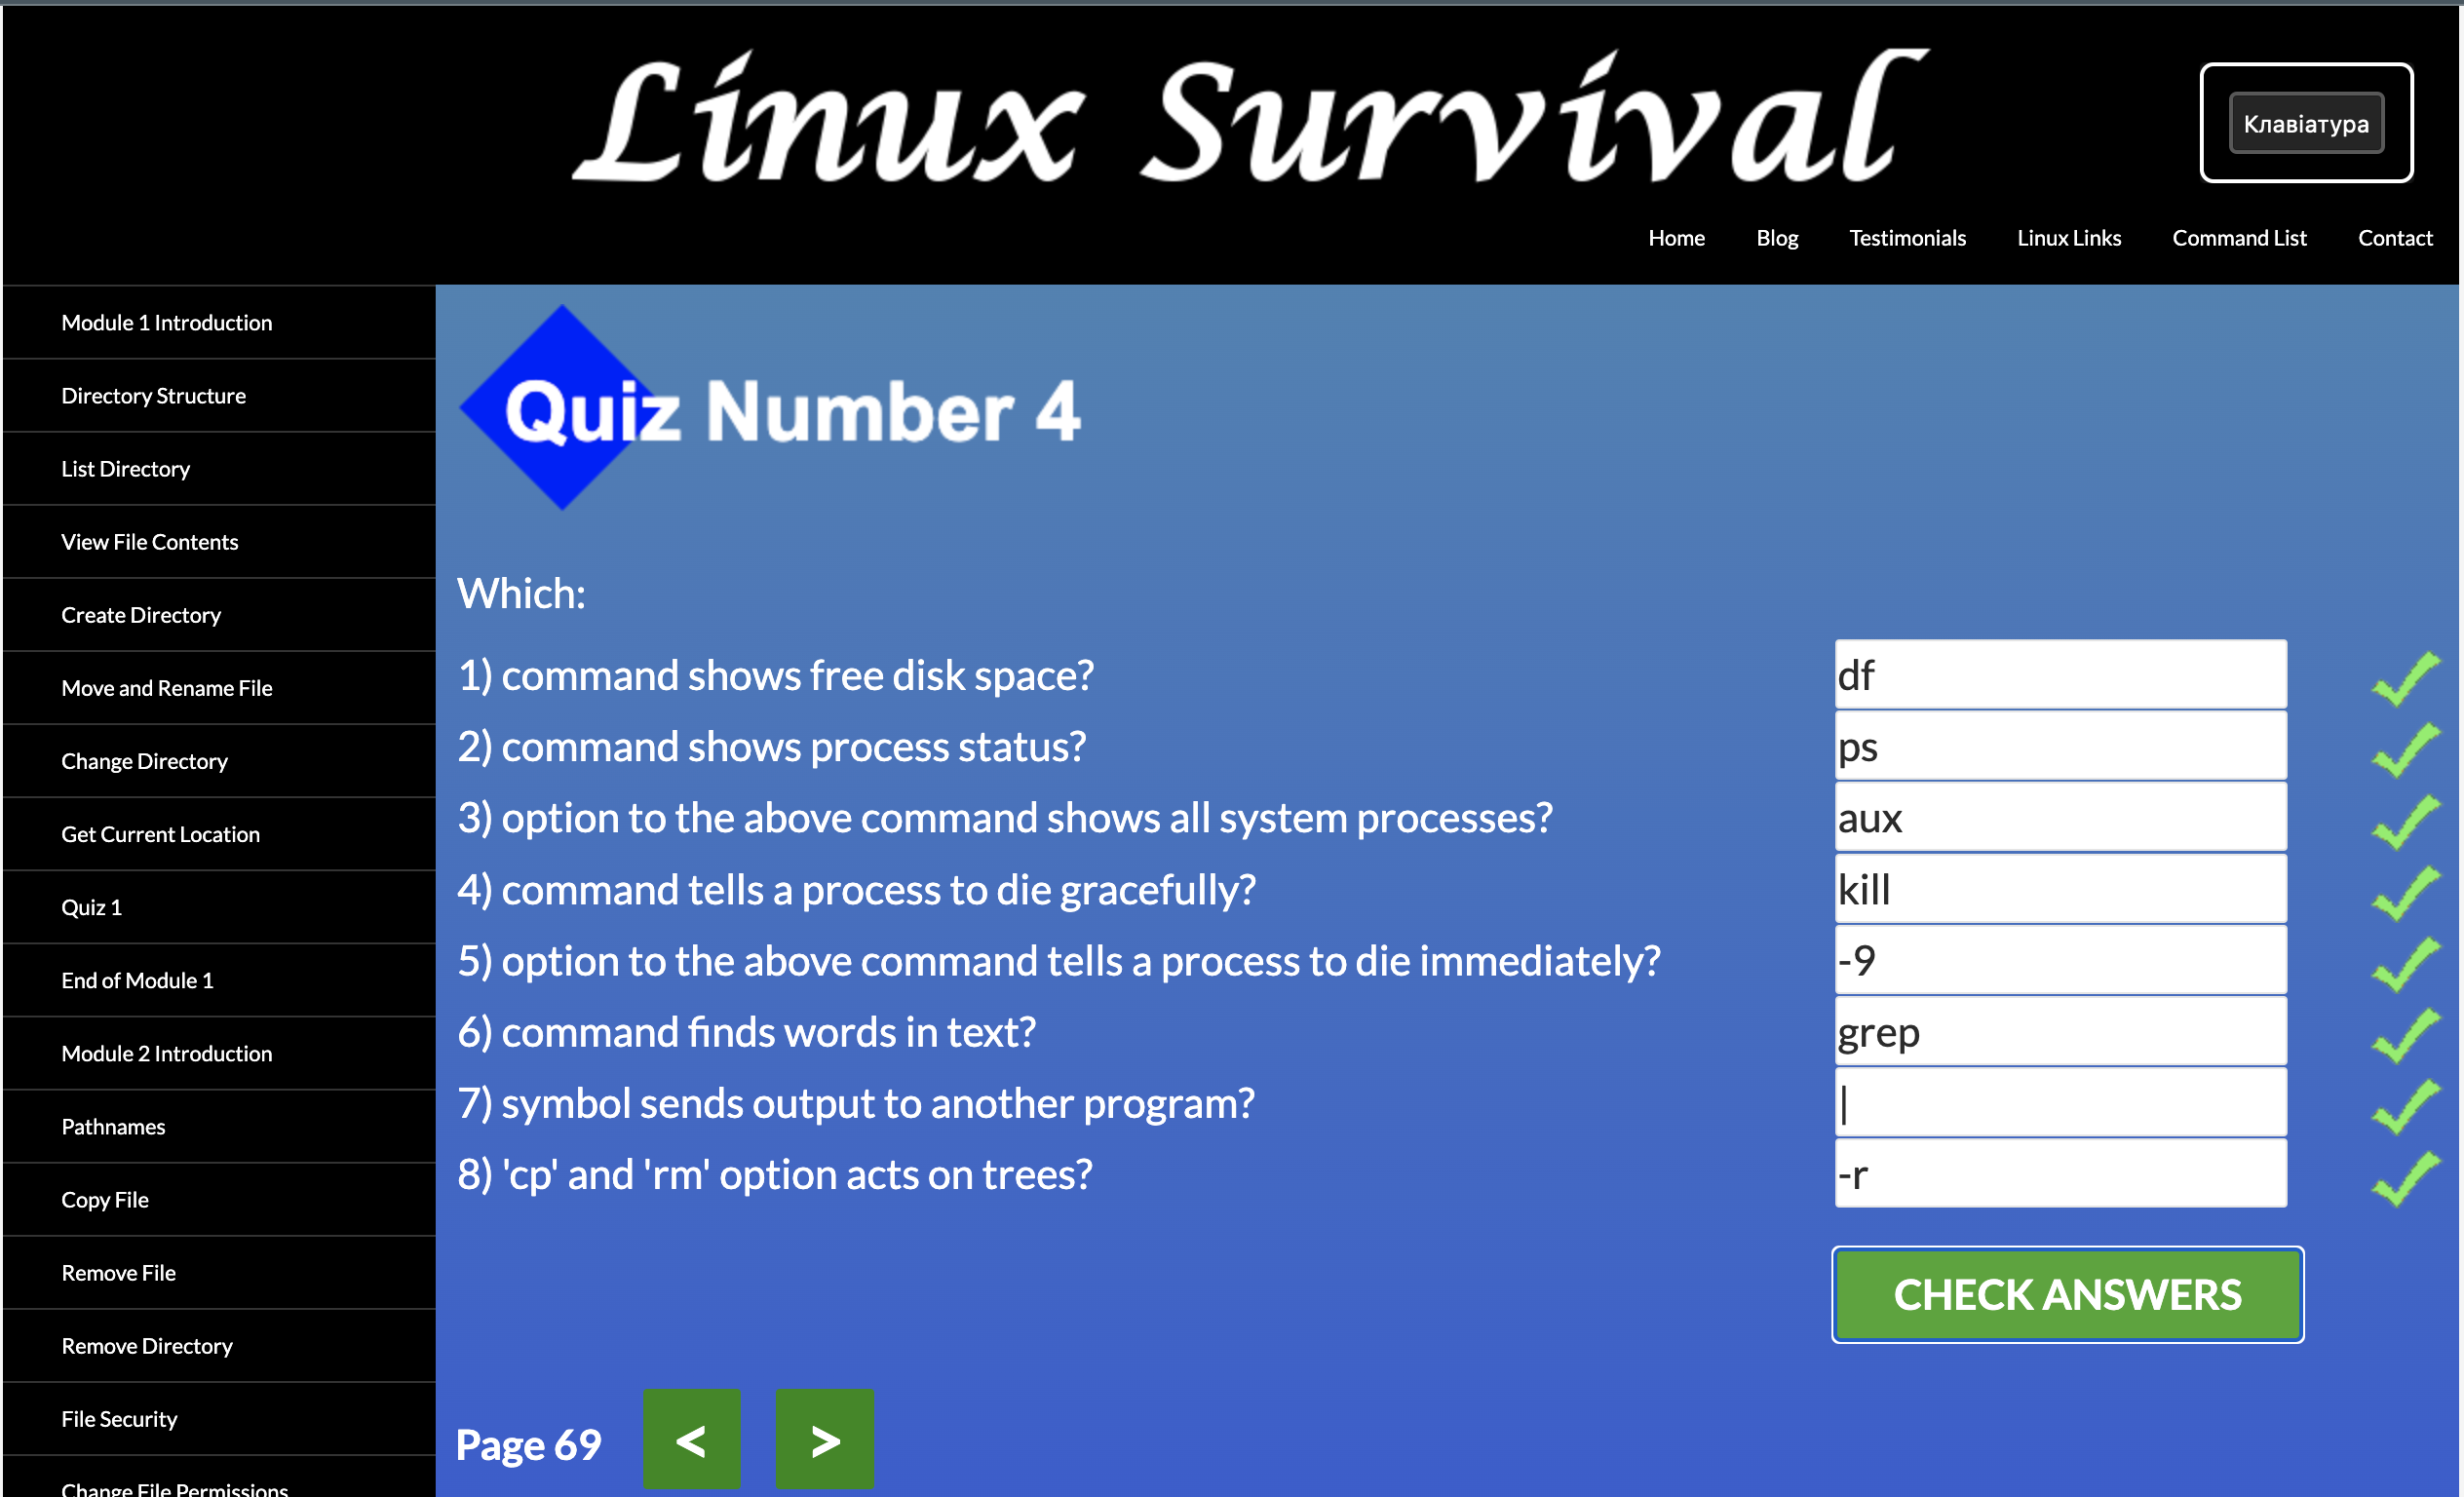 Linux Survival
Клавіатура
Home Blog Testimonials Linux Links Command List Contact
Module 1 Introduction
Directory Structure
List Directory
View File Contents
Create Directory
Move and Rename File
Change Directory
Get Current Location
Quiz 1
End of Module 1
Module 2 Introduction
Pathnames
Copy File
Remove File
Remove Directory
File Security
Change File Permissions
Quiz Number 4
Which:
1) command shows free disk space? df
2) command shows process status? ps
3) option to the above command shows all system processes? aux
4) command tells a process to die gracefully? kill
5) option to the above command tells a process to die immediately? -9
6) command finds words in text? grep
7) symbol sends output to another program? |
8) 'cp' and 'rm' option acts on trees? -r
CHECK ANSWERS
Page 69 < >